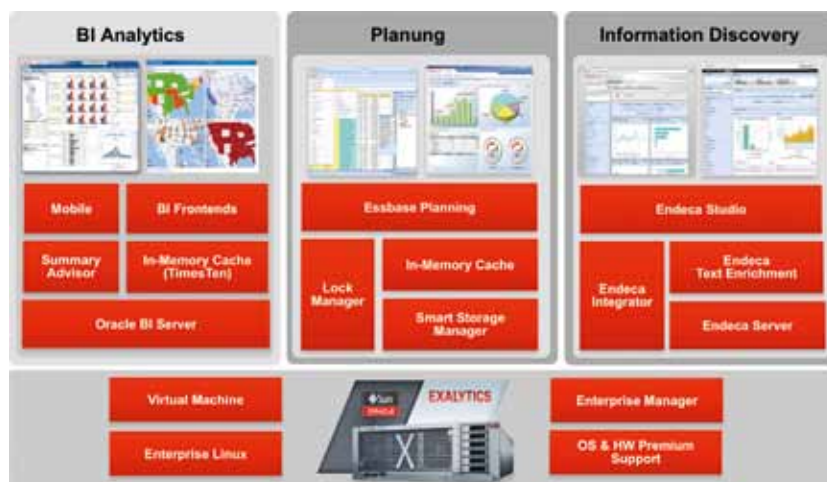 BI Analytics
Planung
Information Discovery
Mobile
BI Frontends
Summary
Advisor
In-Memory Cache
(TimesTen)
Oracle BI Server
Essbase Planning
Lock
Manager
In-Memory Cache
Smart Storage
Manager
Endeca Studio
Endeca
Integrator
Endeca
Text Enrichment
Endeca Server
Virtual Machine
Enterprise Linux
Sun
ORACLE
EXALYTICS
X
Enterprise Manager
OS & HW Premium
Support